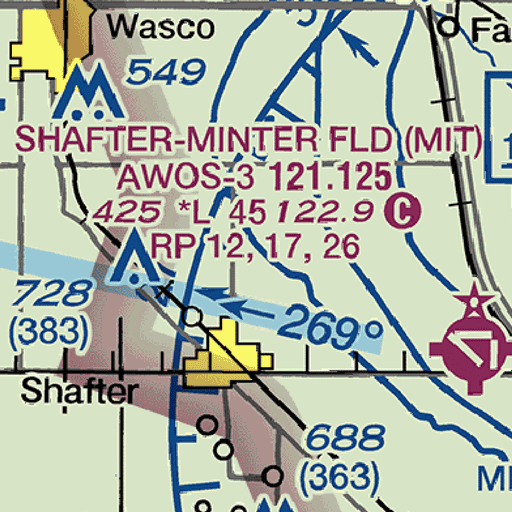 Wasco
Fa
549
SHAFTER-MINTER FLD (MIT)
AWOS-3 121.125
425 *L 45 122.9 C
RP 12, 17, 26
728
(383)
269°
Shafter
688
(363)